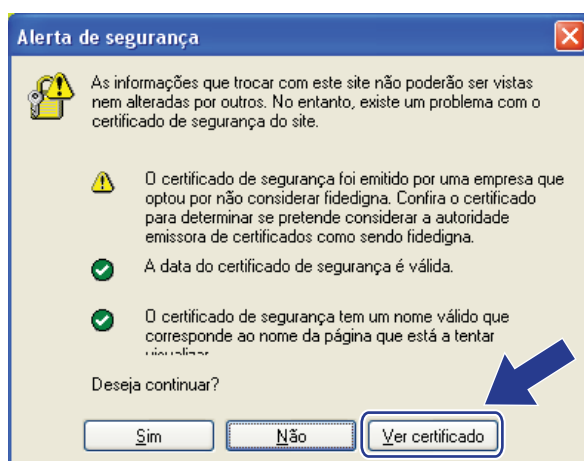 Alerta de segurança
As informações que trocar com este site não poderão ser vistas
nem alteradas por outros. No entanto, existe um problema com o
certificado de segurança do site.
O certificado de segurança foi emitido por uma empresa que
optou por não considerar fidedigna. Confira o certificado
para determinar se pretende considerar a autoridade
emissora de certificados como sendo fidedigna.
A data do certificado de segurança é válida.
O certificado de segurança tem um nome válido que
corresponde ao nome da página que está a tentar
visualizar
Deseja continuar?
Sim
Não
Ver certificado